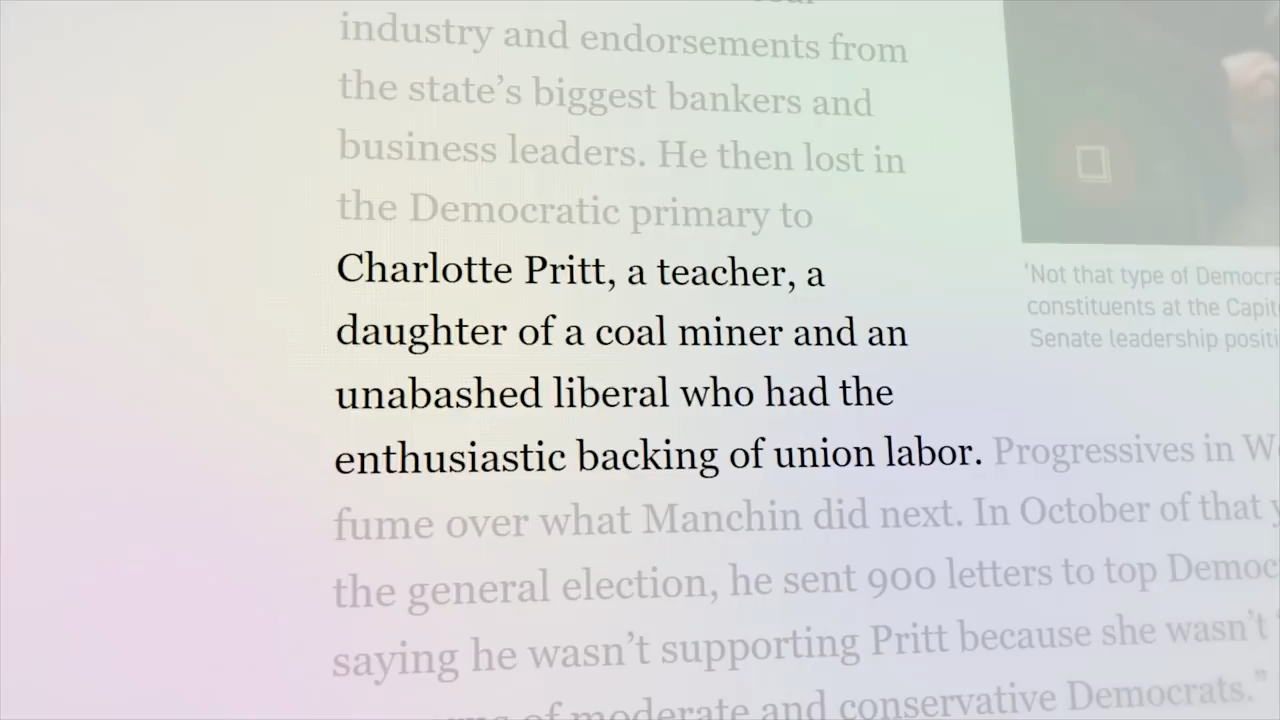 industry and endorsements from
the state's biggest bankers and
business leaders. He then lost in
the Democratic primary to
Charlotte Pritt, a teacher, a
daughter of a coal miner and an
unabashed liberal who had the
enthusiastic backing of union labor. Progressives in
fume over what Manchin did next. In October of that
the general election, he sent 900 letters to top
saying he wasn't supporting Pritt because she wasn't
of moderate and conservative Democrats."
'Not that type of
constituents at the
Senate leadership